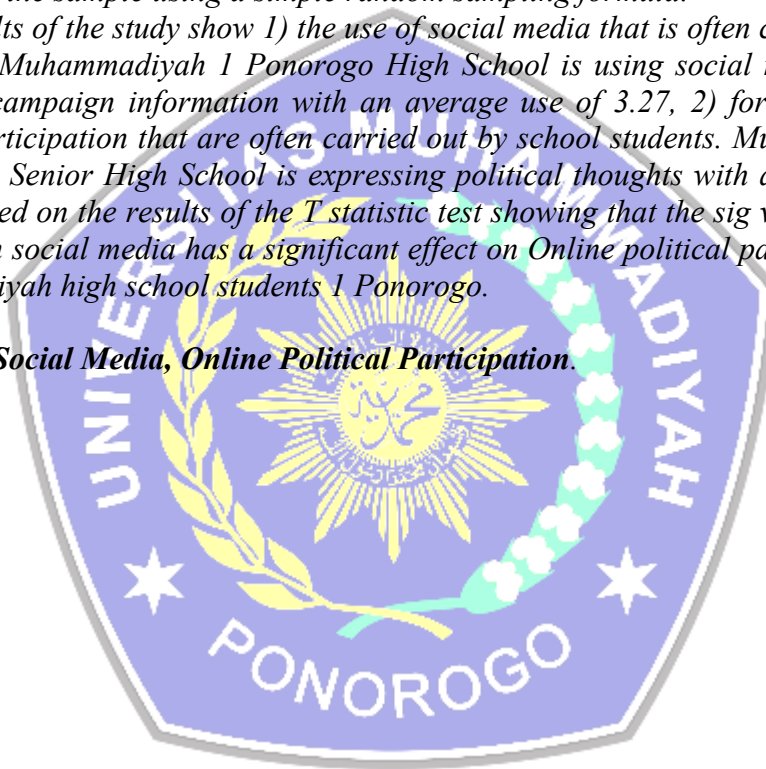 the sample using a simple random sampling formula.
lts of the study show 1) the use of social media that is often c
Muhammadiyah 1 Ponorogo High School is using social
campaign information with an average use of 3.27, 2) for
rticipation that are often carried out by school students. Mu
Senior High School is expressing political thoughts with a
ed on the results of the T statistic test showing that the sig v
n social media has a significant effect on Online political pa
iyah high school students 1 Ponorogo.
Social Media, Online Political Participation.
UNIVERSITAS MUHAMMADIYAH
PONOROGO